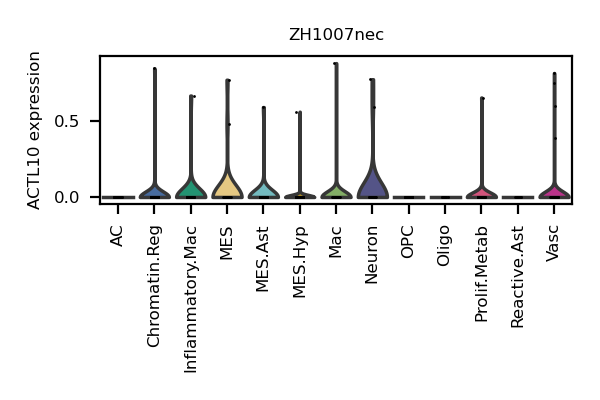 ZH1007nec
ACTL10 expression
0.5
0.0
AC
Chromatin.Reg
Inflammatory.Mac
MES
MES.Ast
MES.Hyp
Mac
Neuron
OPC
Oligo
Prolif.Metab
Reactive.Ast
Vasc